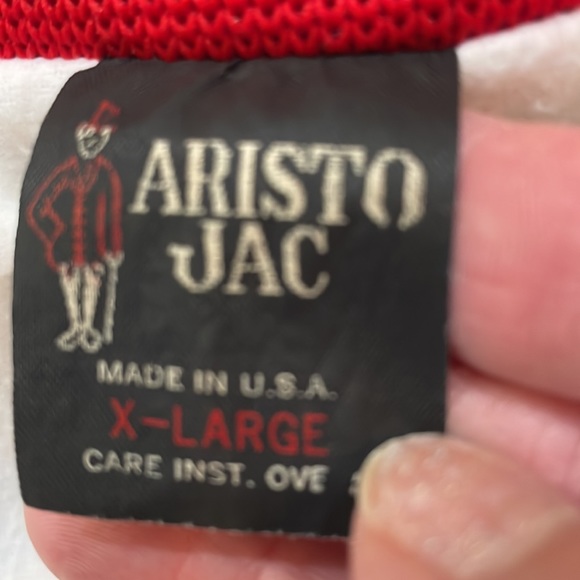 ARISTO
JAC
MADE IN U.S.A.
X-LARGE
CARE INST. OVE